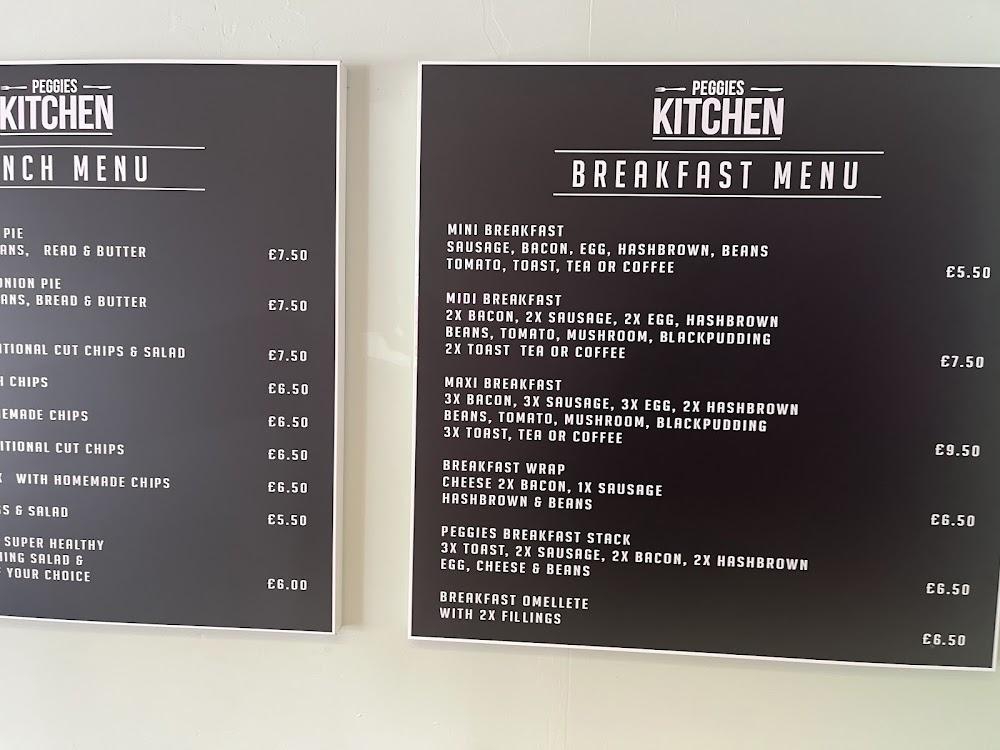 PEGGIES
KITCHEN
NCH MENU
PIE
ANS, READ & BUTTER £7.50
ONION PIE
ANS, BREAD & BUTTER £7.50
ITIONAL CUT CHIPS & SALAD £7.50
H CHIPS £6.50
EMADE CHIPS £6.50
ITIONAL CUT CHIPS £6.50
WITH HOMEMADE CHIPS £6.50
S & SALAD £5.50
SUPER HEALTHY
HING SALAD &
F YOUR CHOICE £6.00
PEGGIES
KITCHEN
BREAKFAST MENU
MINI BREAKFAST
SAUSAGE, BACON, EGG, HASHBROWN, BEANS
TOMATO, TOAST, TEA OR COFFEE £5.50
MIDI BREAKFAST
2X BACON, 2X SAUSAGE, 2X EGG, HASHBROWN
BEANS, TOMATO, MUSHROOM, BLACKPUDDING
2X TOAST TEA OR COFFEE £7.50
MAXI BREAKFAST
3X BACON, 3X SAUSAGE, 3X EGG, 2X HASHBROWN
BEANS, TOMATO, MUSHROOM, BLACKPUDDING
3X TOAST, TEA OR COFFEE £9.50
BREAKFAST WRAP
CHEESE 2X BACON, 1X SAUSAGE
HASHBROWN & BEANS £6.50
PEGGIES BREAKFAST STACK
3X TOAST, 2X SAUSAGE, 2X BACON, 2X HASHBROWN
EGG, CHEESE & BEANS £6.50
BREAKFAST OMELLETE
WITH 2X FILLINGS £6.50